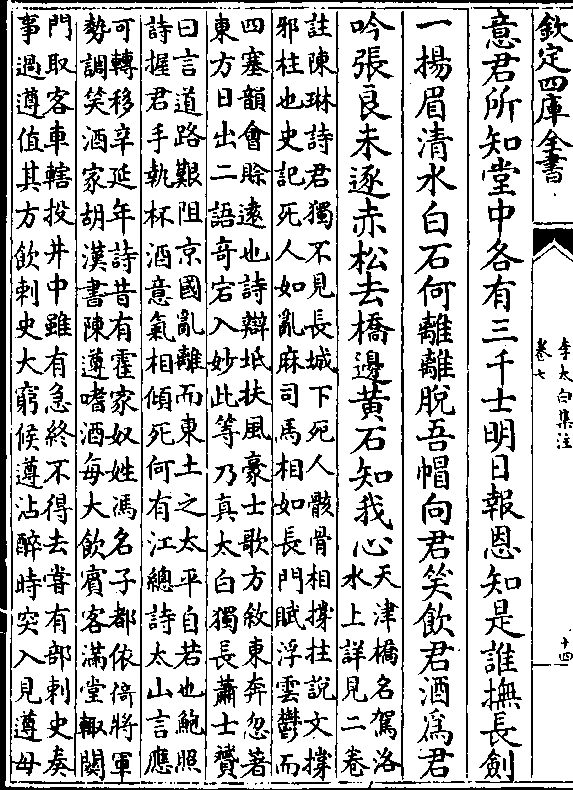 欽定四庫全書
李太白集注
卷七
十四
意君所知堂中各有三千士明日報恩知是誰撫長劍
一揚眉清水白石何離離脫吾帽向君笑飲君酒爲君
吟張良未逐赤松去橋邊黃石知我心
天津橋名駕洛
水上詳見二卷
註陳琳詩君獨不見長城下死人骸骨相撐拄說文撐
邪柱也史記死人如亂麻司馬相如長門賦浮雲鬱而
四塞韻會賒遠也詩辯坻扶風豪士歌方敘東奔忽著
東方日出二語奇宕入妙此等乃真太白獨長蕭士贇
曰言道路艱阻京國亂離而東土之太平自若也鮑照
詩握君手執杯酒意氣相傾死何有江總詩太山言應
可轉移辛延年詩昔有霍家奴姓馮名子都依倚將軍
勢調笑酒家胡漢書陳遵嗜酒每大飲賓客滿堂輙關
門取客車轄投井中雖有急終不得去嘗有部刺史奏
事過遵值其方飲刺史大窮候遵沾醉時突入見遵母